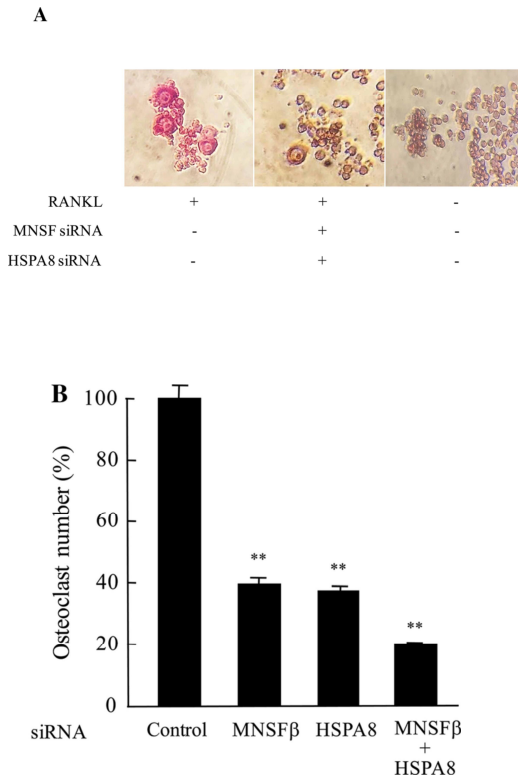 A
RANKL + + -
MNSF siRNA - + -
HSPA8 siRNA - + -
B
Osteoclast number (%)
100
80
60
40
20
0
**
**
**
siRNA Control MNSFβ HSPA8 MNSFβ
+
HSPA8